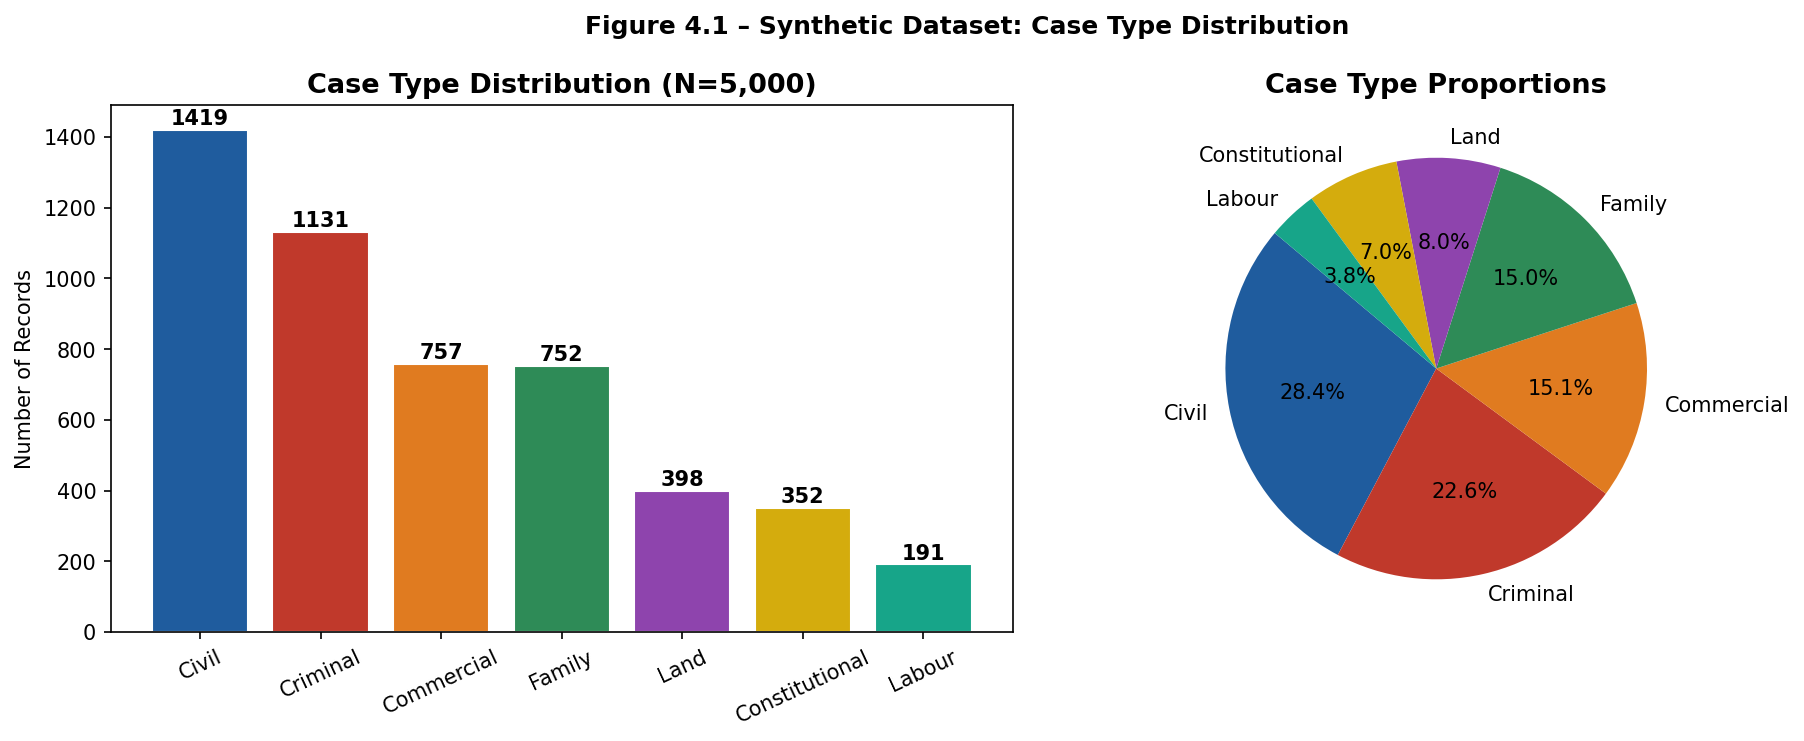 Figure 4.1 – Synthetic Dataset: Case Type Distribution
Case Type Distribution (N=5,000)
Number of Records
1400
1200
1000
800
600
400
200
0
1419
1131
757
752
398
352
191
Civil
Criminal
Commercial
Family
Land
Constitutional
Labour
Case Type Proportions
Land
Constitutional
Labour
Family
Civil
Commercial
Criminal
8.0%
7.0%
3.8%
15.0%
28.4%
15.1%
22.6%